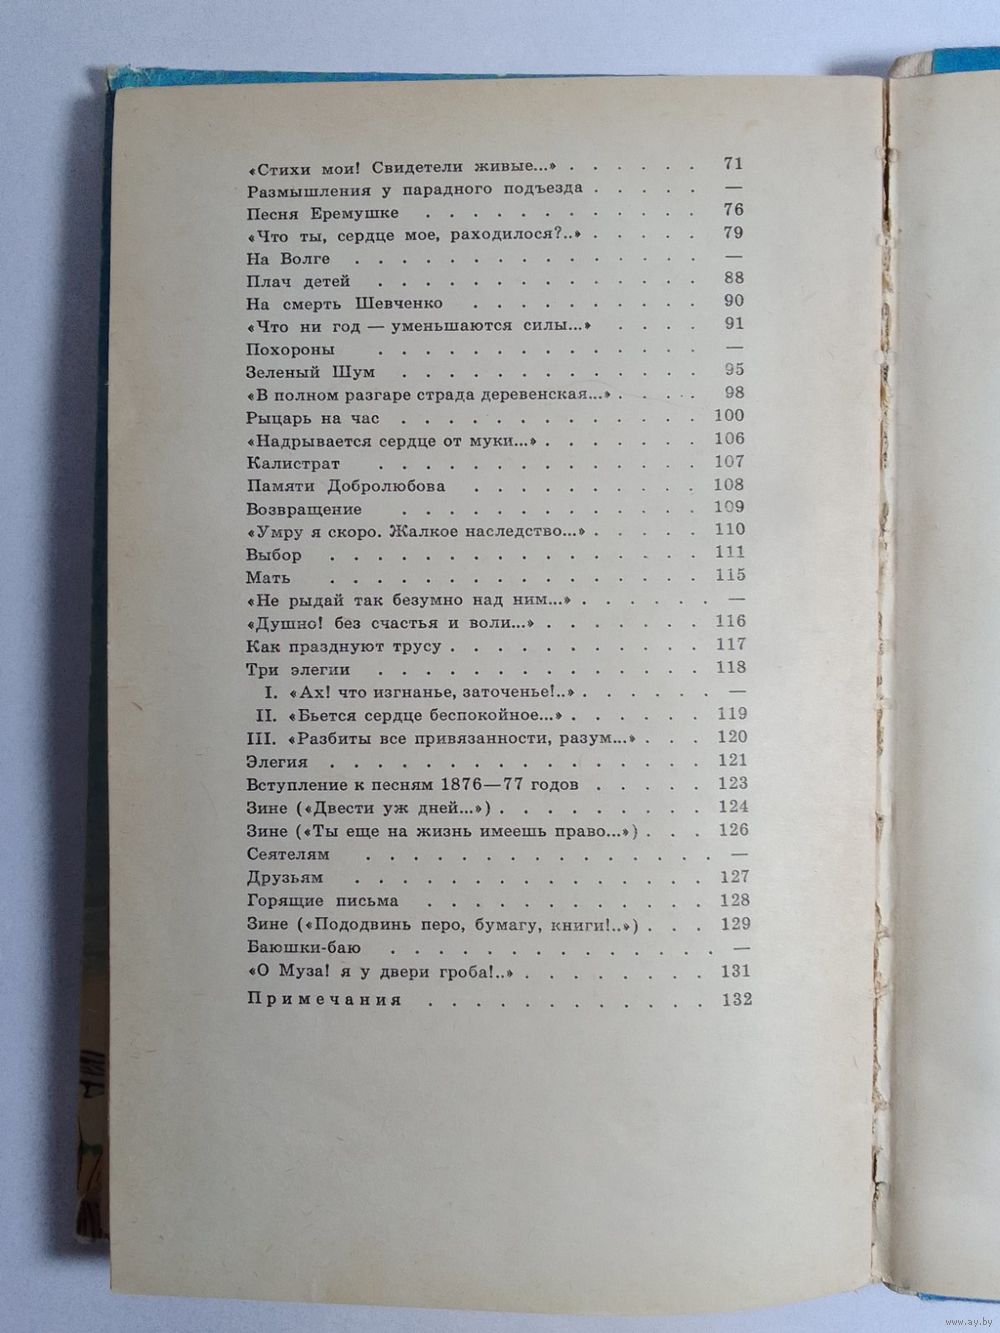 «Стихи мои! Свидетели живые...» . . . . . . 71
Размышления у парадного подъезда . . . . . —
Песня Еремушке . . . . . . . . . . . . 76
«Что ты, сердце мое, раходилося?..» . . . . . 79
На Волге . . . . . . . . . . . . . . . —
Плач детей . . . . . . . . . . . . . . 88
На смерть Шевченко . . . . . . . . . . 90
«Что ни год — уменьшаются силы...» . . . . 91
Похороны . . . . . . . . . . . . . . —
Зеленый Шум . . . . . . . . . . . . . 95
«В полном разгаре страда деревенская...» . . . . 98
Рыцарь на час . . . . . . . . . . . . . 100
«Надрывается сердце от муки...» . . . . . . . 106
Калистрат . . . . . . . . . . . . . . 107
Памяти Добролюбова . . . . . . . . . . 108
Возвращение . . . . . . . . . . . . . 109
«Умру я скоро. Жалкое наследство...» . . . . . 110
Выбор . . . . . . . . . . . . . . . . 111
Мать . . . . . . . . . . . . . . . . 115
«Не рыдай так безумно над ним...» . . . . . . —
«Душно! без счастья и воли...» . . . . . . . 116
Как празднуют трусу . . . . . . . . . . . 117
Три элегии . . . . . . . . . . . . . . 118
I. «Ах! что изгнанье, заточенье!..» . . . . . . —
II. «Бьется сердце беспокойное...» . . . . . . 119
III. «Разбиты все привязанности, разум...» . . . 120
Элегия . . . . . . . . . . . . . . . . 121
Вступление к песням 1876—77 годов . . . . . 123
Зине («Двести уж дней...») . . . . . . . . . 124
Зине («Ты еще на жизнь имеешь право...») . . . 126
Сеятелям . . . . . . . . . . . . . . . —
Друзьям . . . . . . . . . . . . . . . 127
Горящие письма . . . . . . . . . . . . 128
Зине («Пододвинь перо, бумагу, книги!..») . . . 129
Баюшки-баю . . . . . . . . . . . . . . —
«О Муза! я у двери гроба!..» . . . . . . . . 131
Примечания . . . . . . . . . . . . 132
www.ay.by